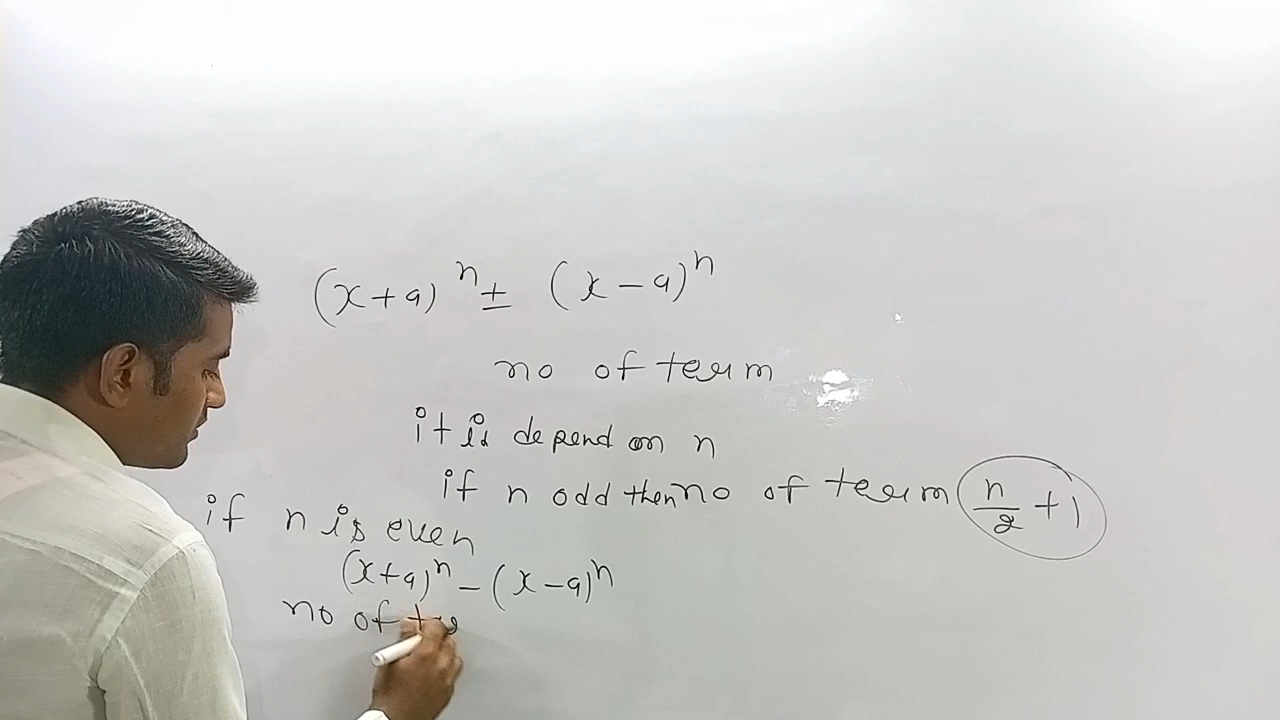 (x+a)^n ± (x-a)^n
no of term
it is depend on n
if n odd then no of term n/2 + 1
if n is even
(x+a)^n - (x-a)^n
no of te